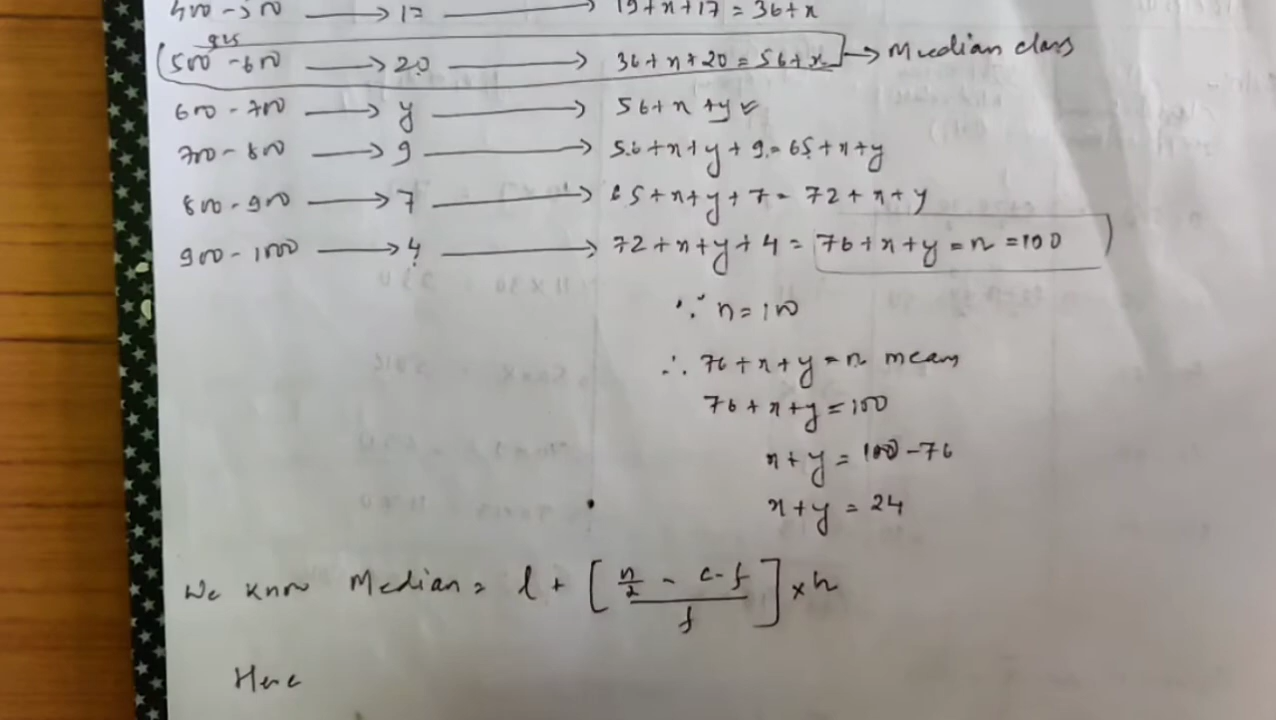 400-500 → 17 → 19+x+17 = 36+x
525
500-600 → 20 → 36+x+20 = 56+x → Muedian class
600-700 → y → 56+x+y
700-800 → 9 → 56+x+y+9 = 65+x+y
800-900 → 7 → 65+x+y+7 = 72+x+y
900-1000 → 4 → 72+x+y+4 = 76+x+y = n = 100
∵ n = 100
∴ 76+x+y = n means
76+x+y = 100
x+y = 100-76
x+y = 24
We know Median = l + [n/2 - c.f / f] × h
Here